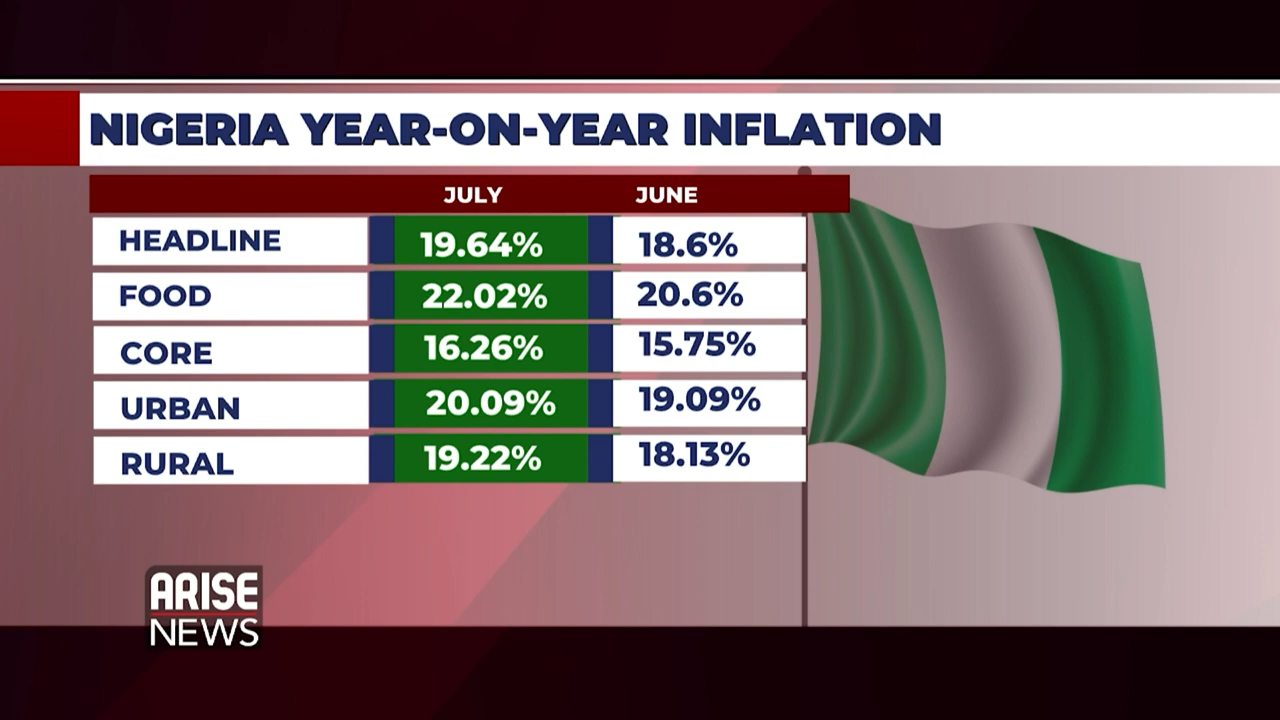 NIGERIA YEAR-ON-YEAR INFLATION
JULY JUNE
HEADLINE 19.64% 18.6%
FOOD 22.02% 20.6%
CORE 16.26% 15.75%
URBAN 20.09% 19.09%
RURAL 19.22% 18.13%
ARISE
NEWS